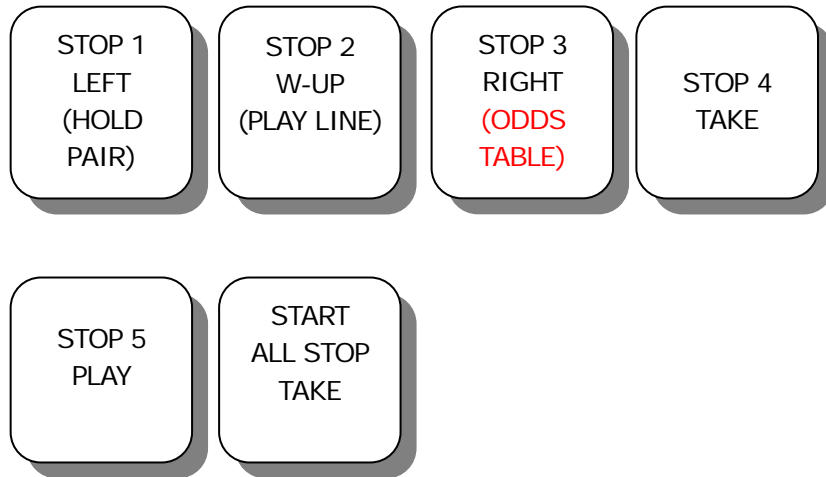 STOP 1
LEFT
(HOLD
PAIR)
STOP 2
W-UP
(PLAY LINE)
STOP 3
RIGHT
(ODDS
TABLE)
STOP 4
TAKE
STOP 5
PLAY
START
ALL STOP
TAKE